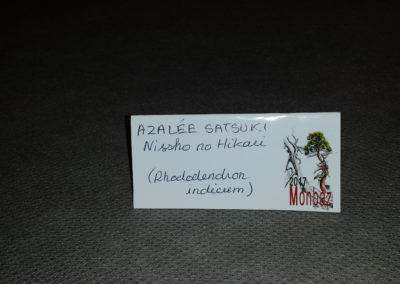 AZALÉE SATSUKI
Nissho no Hikari
(Rhododendron
indicum)
2017
Monbaz